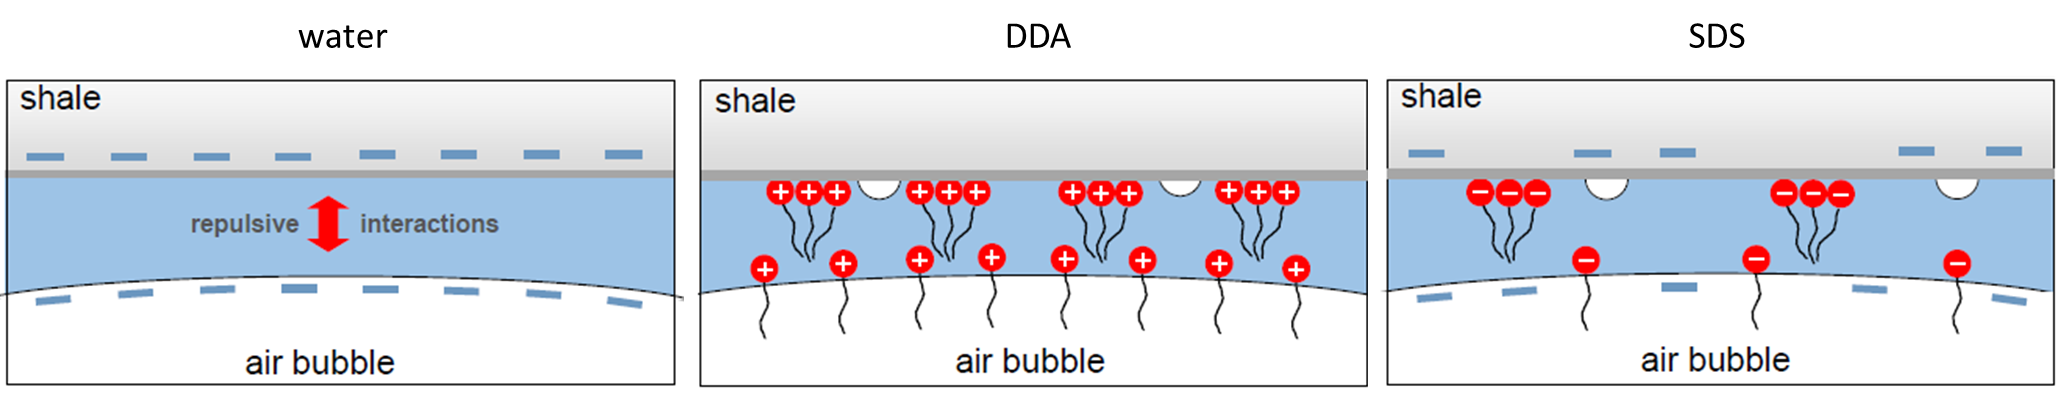 water
DDA
SDS
shale
repulsive interactions
air bubble
shale
+ + + + + + + + + + + +
+ + + + + + + +
air bubble
shale
− − − − − −
− − −
air bubble